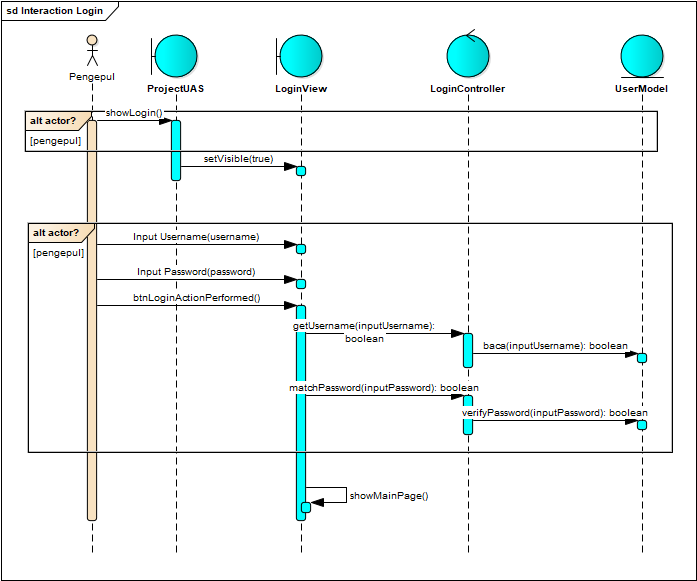 sd Interaction Login
Pengepul
ProjectUAS
LoginView
LoginController
UserModel
alt actor?
showLogin()
[pengepul]
setVisible(true)
alt actor?
Input Username(username)
[pengepul]
Input Password(password)
btnLoginActionPerformed()
getUsername(inputUsername):
boolean
baca(inputUsername): boolean
matchPassword(inputPassword): boolean
verifyPassword(inputPassword): boolean
showMainPage()